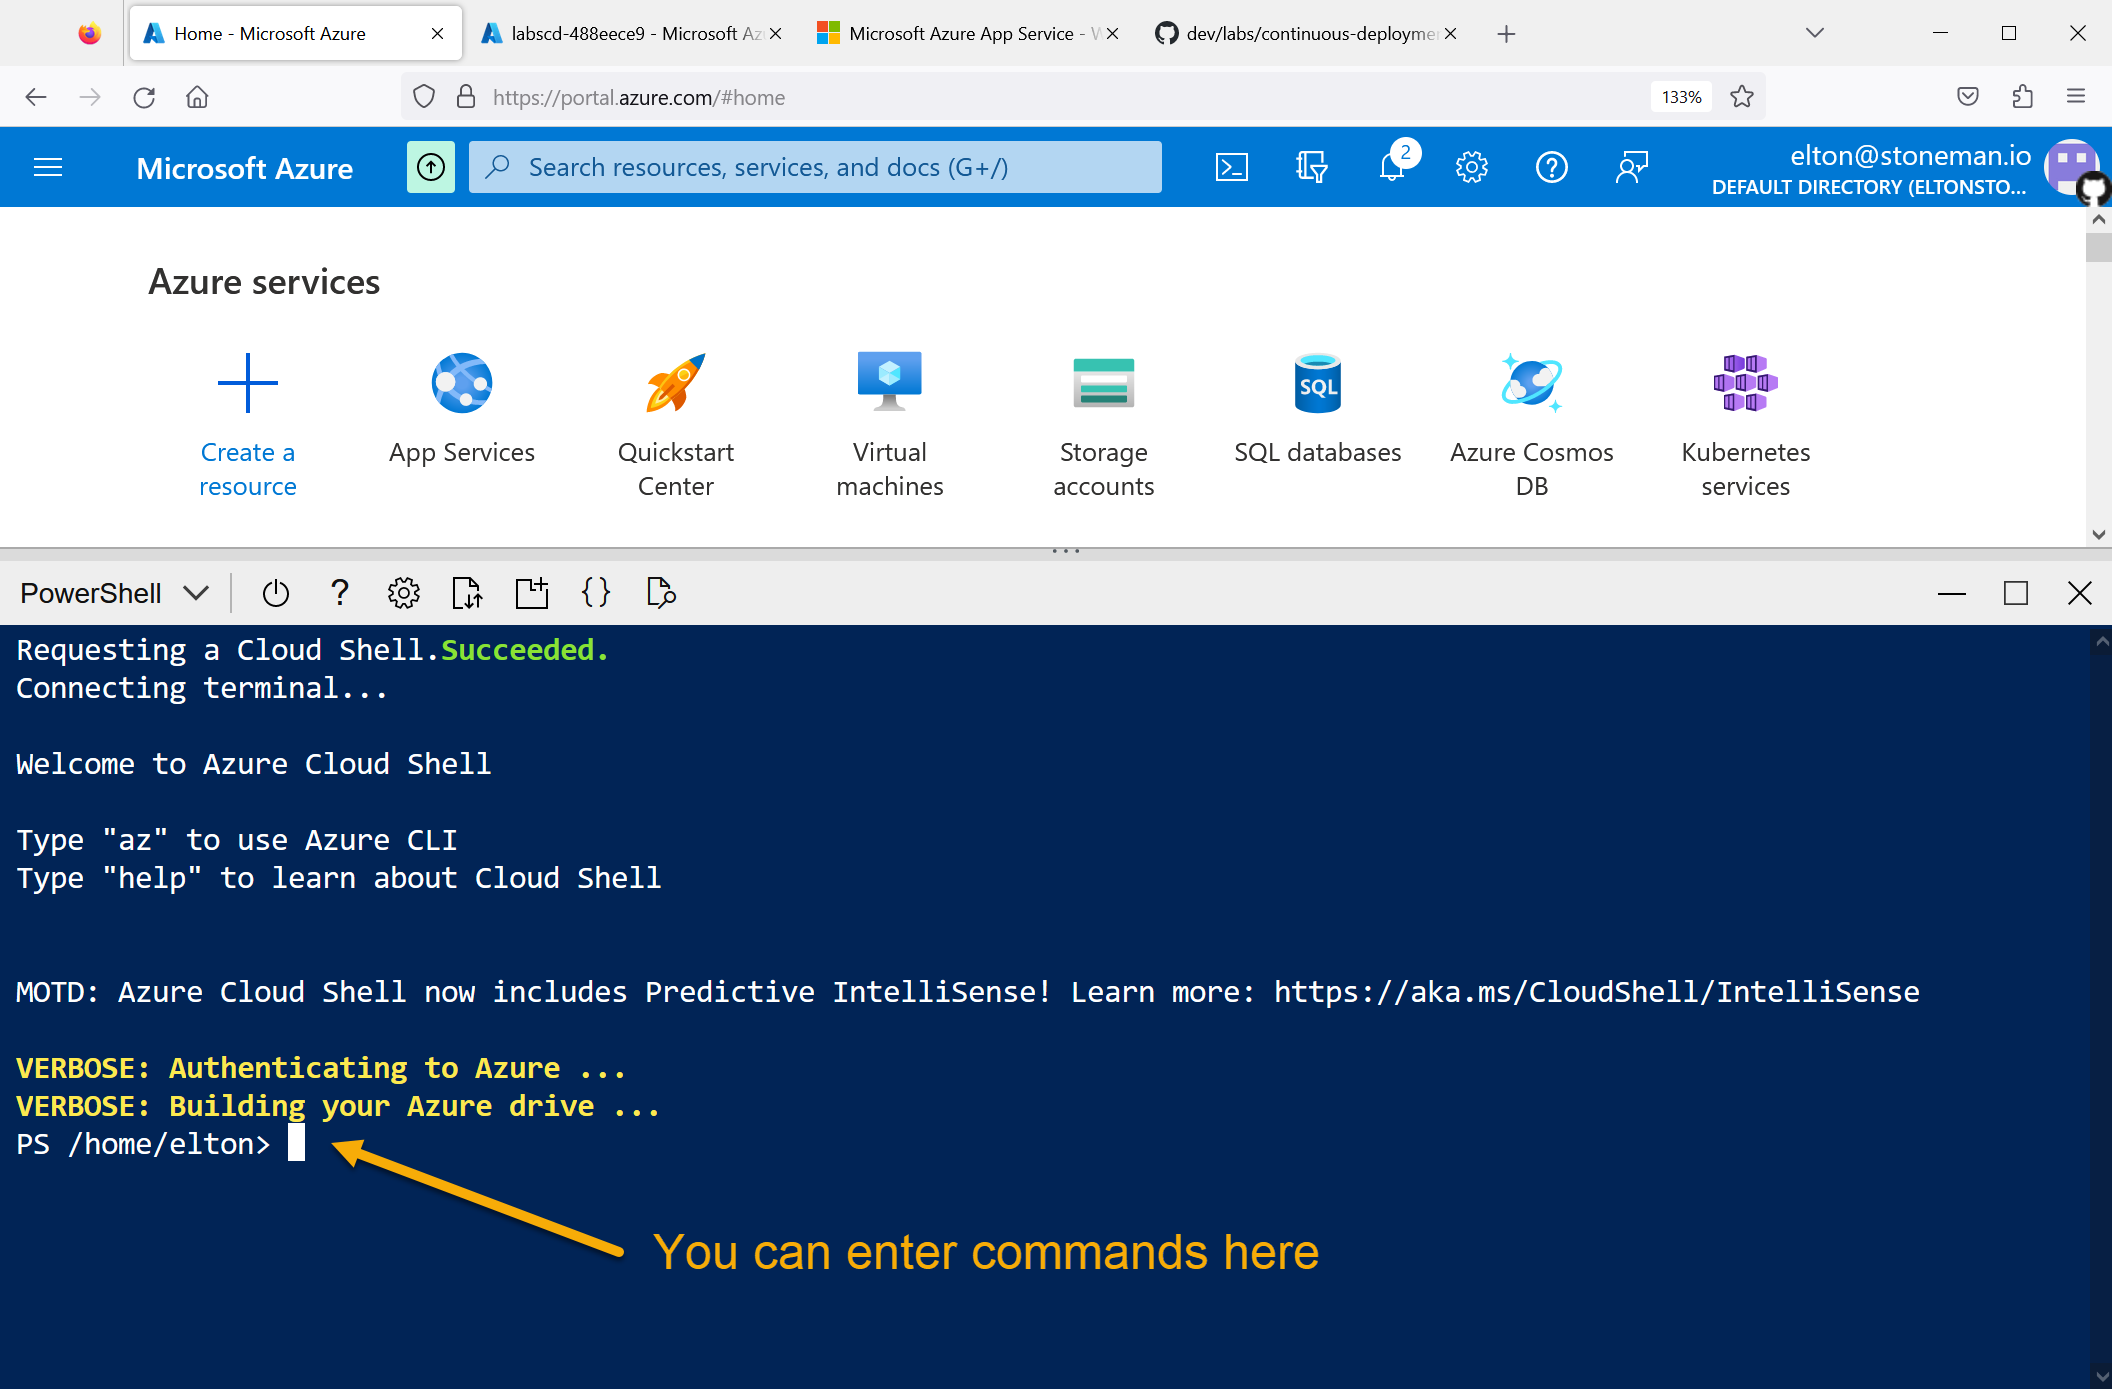 Home - Microsoft Azure
labscd-488eece9 - Microsoft Az
Microsoft Azure App Service - W
dev/labs/continuous-deployme
https://portal.azure.com/#home
133%
Microsoft Azure
Search resources, services, and docs (G+/)
2
elton@stoneman.io
DEFAULT DIRECTORY (ELTONSTO...
Azure services
SQL
Create a
resource
App Services
Quickstart
Center
Virtual
machines
Storage
accounts
SQL databases
Azure Cosmos
DB
Kubernetes
services
PowerShell
?
{}
Requesting a Cloud Shell.Succeeded.
Connecting terminal...
Welcome to Azure Cloud Shell
Type "az" to use Azure CLI
Type "help" to learn about Cloud Shell
MOTD: Azure Cloud Shell now includes Predictive IntelliSense! Learn more: https://aka.ms/CloudShell/IntelliSense
VERBOSE: Authenticating to Azure ...
VERBOSE: Building your Azure drive ...
PS /home/elton>
You can enter commands here